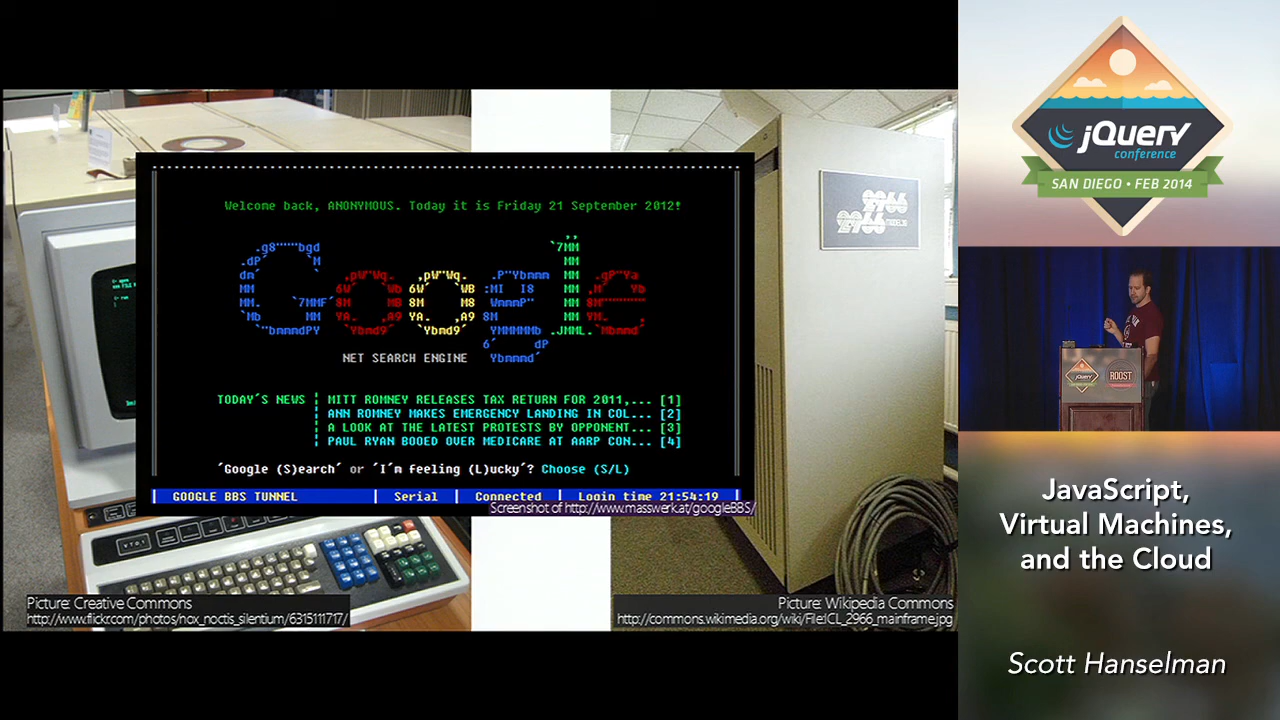 Welcome back, ANONYMOUS. Today it is Friday 21 September 2012!
Google
NET SEARCH ENGINE
TODAY'S NEWS
MITT ROMNEY RELEASES TAX RETURN FOR 2011,... [1]
ANN ROMNEY MAKES EMERGENCY LANDING IN COL... [2]
A LOOK AT THE LATEST PROTESTS BY OPPONENT... [3]
PAUL RYAN BOOED OVER MEDICARE AT AARP CON... [4]
'Google (S)earch' or 'I'm feeling (L)ucky'? Choose (S/L)
GOOGLE BBS TUNNEL | Serial | Connected | Login time 21:54:19
Screenshot of http://www.masswerk.at/googleBBS/
2966
2966
Picture: Creative Commons
http://www.flickr.com/photos/nox_noctis_silentium/6315111717/
Picture: Wikipedia Commons
http://commons.wikimedia.org/wiki/File:ICL_2966_mainframe.jpg
jQuery
conference
SAN DIEGO • FEB 2014
jQuery
ROOST
JavaScript,
Virtual Machines,
and the Cloud
Scott Hanselman